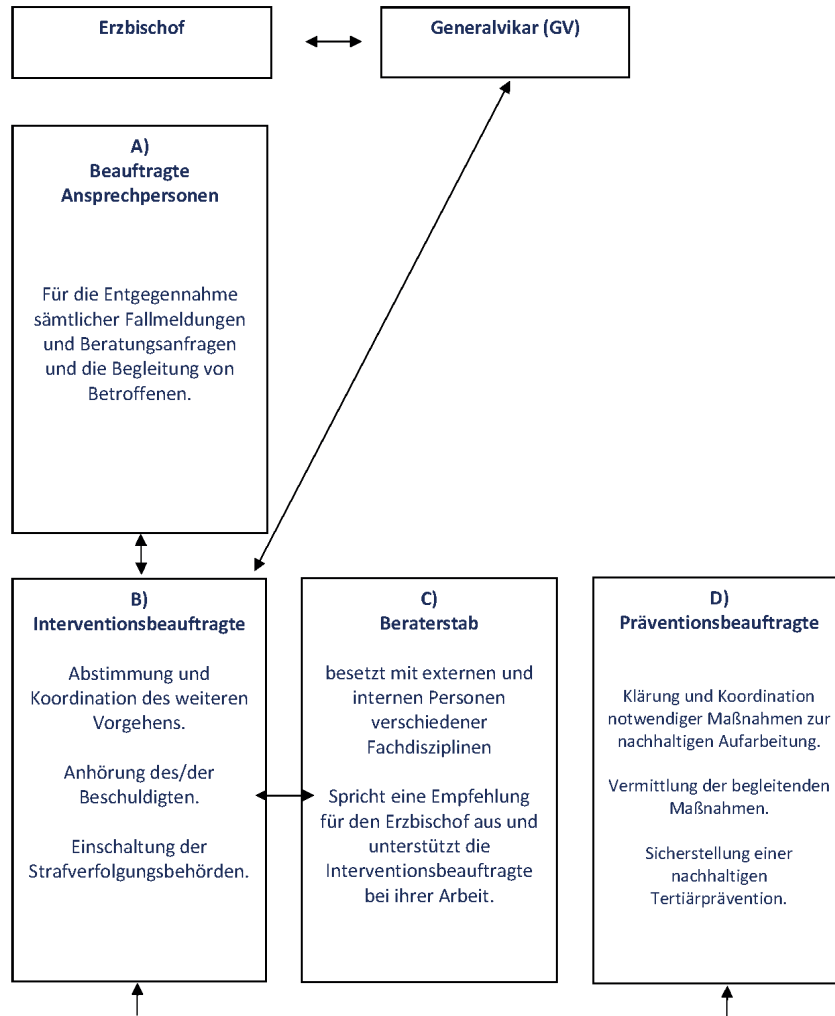 Erzbischof
Generalvikar (GV)
A)
Beauftragte
Ansprechpersonen
Für die Entgegennahme
sämtlicher Fallmeldungen
und Beratungsanfragen
und die Begleitung von
Betroffenen.
B)
Interventionsbeauftragte
Abstimmung und
Koordination des weiteren
Vorgehens.
Anhörung des/der
Beschuldigten.
Einschaltung der
Strafverfolgungsbehörden.
C)
Beraterstab
besetzt mit externen und
internen Personen
verschiedener
Fachdisziplinen
Spricht eine Empfehlung
für den Erzbischof aus und
unterstützt die
Interventionsbeauftragte
bei ihrer Arbeit.
D)
Präventionsbeauftragte
Klärung und Koordination
notwendiger Maßnahmen zur
nachhaltigen Aufarbeitung.
Vermittlung der begleitenden
Maßnahmen.
Sicherstellung einer
nachhaltigen
Tertiärprävention.